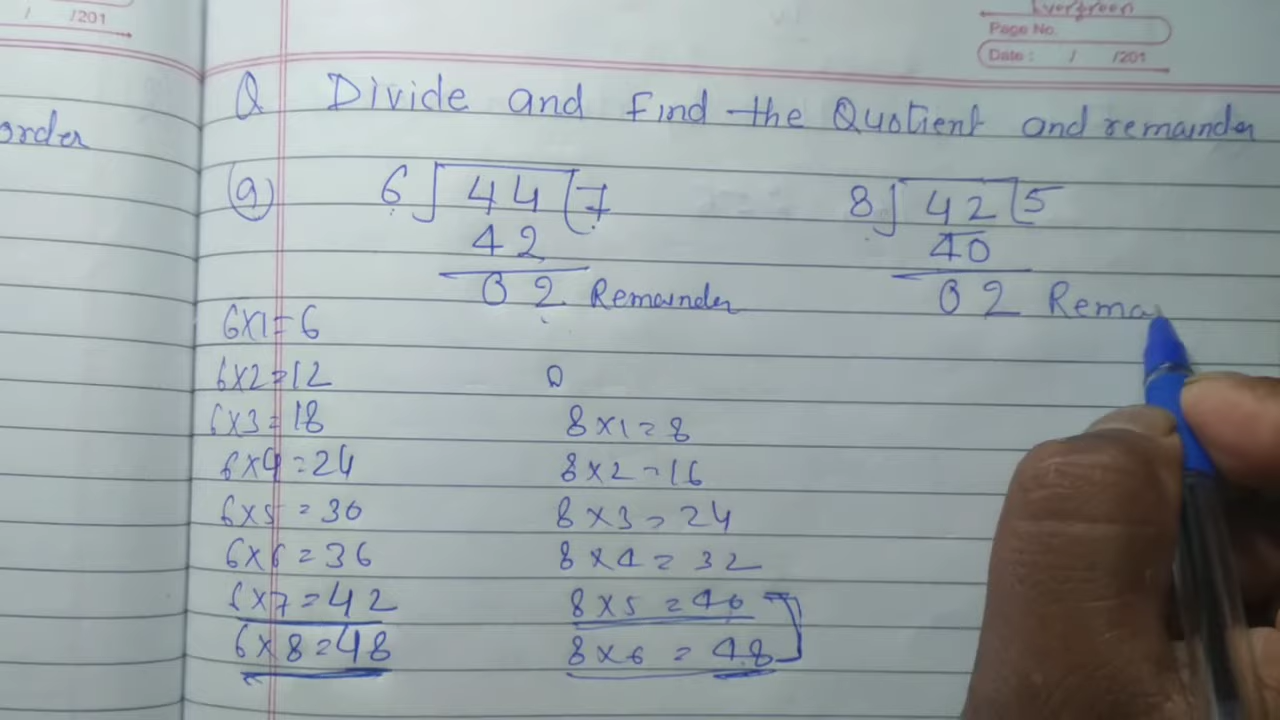 / /201
Evergreen
Page No.
Date : / /201
order
Q Divide and Find the Quotient and remainder
(a) 6 44 7
42
02 Remainder
8 42 5
40
02 Rema
6x1=6
6x2=12
6x3=18
6x4=24
6x5=30
6x6=36
6x7=42
6x8=48
8x1=8
8x2=16
8x3=24
8x4=32
8x5=40
8x6=48